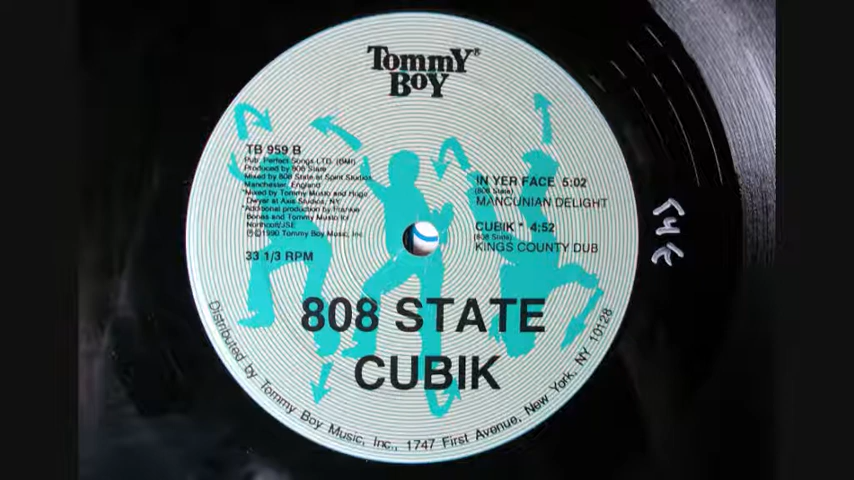 Tommy®
Boy
TB 959 B
Pub. Perfect Songs LTD. (BMI)
Produced by 808 State
Mixed by 808 State at Spirit Studios
Manchester, England
*Mixed by Tommy Musto and Hugo
Dwyer at Axis Studios, NY
*Additional production by Frankie
Bones and Tommy Musto for
Northcott/JSE
℗©1990 Tommy Boy Music, Inc.
33 1/3 RPM
IN YER FACE 5:02
(808 State)
MANCUNIAN DELIGHT
CUBIK * 4:52
(808 State)
KINGS COUNTY DUB
808 STATE
CUBIK
Distributed by Tommy Boy Music, Inc., 1747 First Avenue, New York, NY 10128